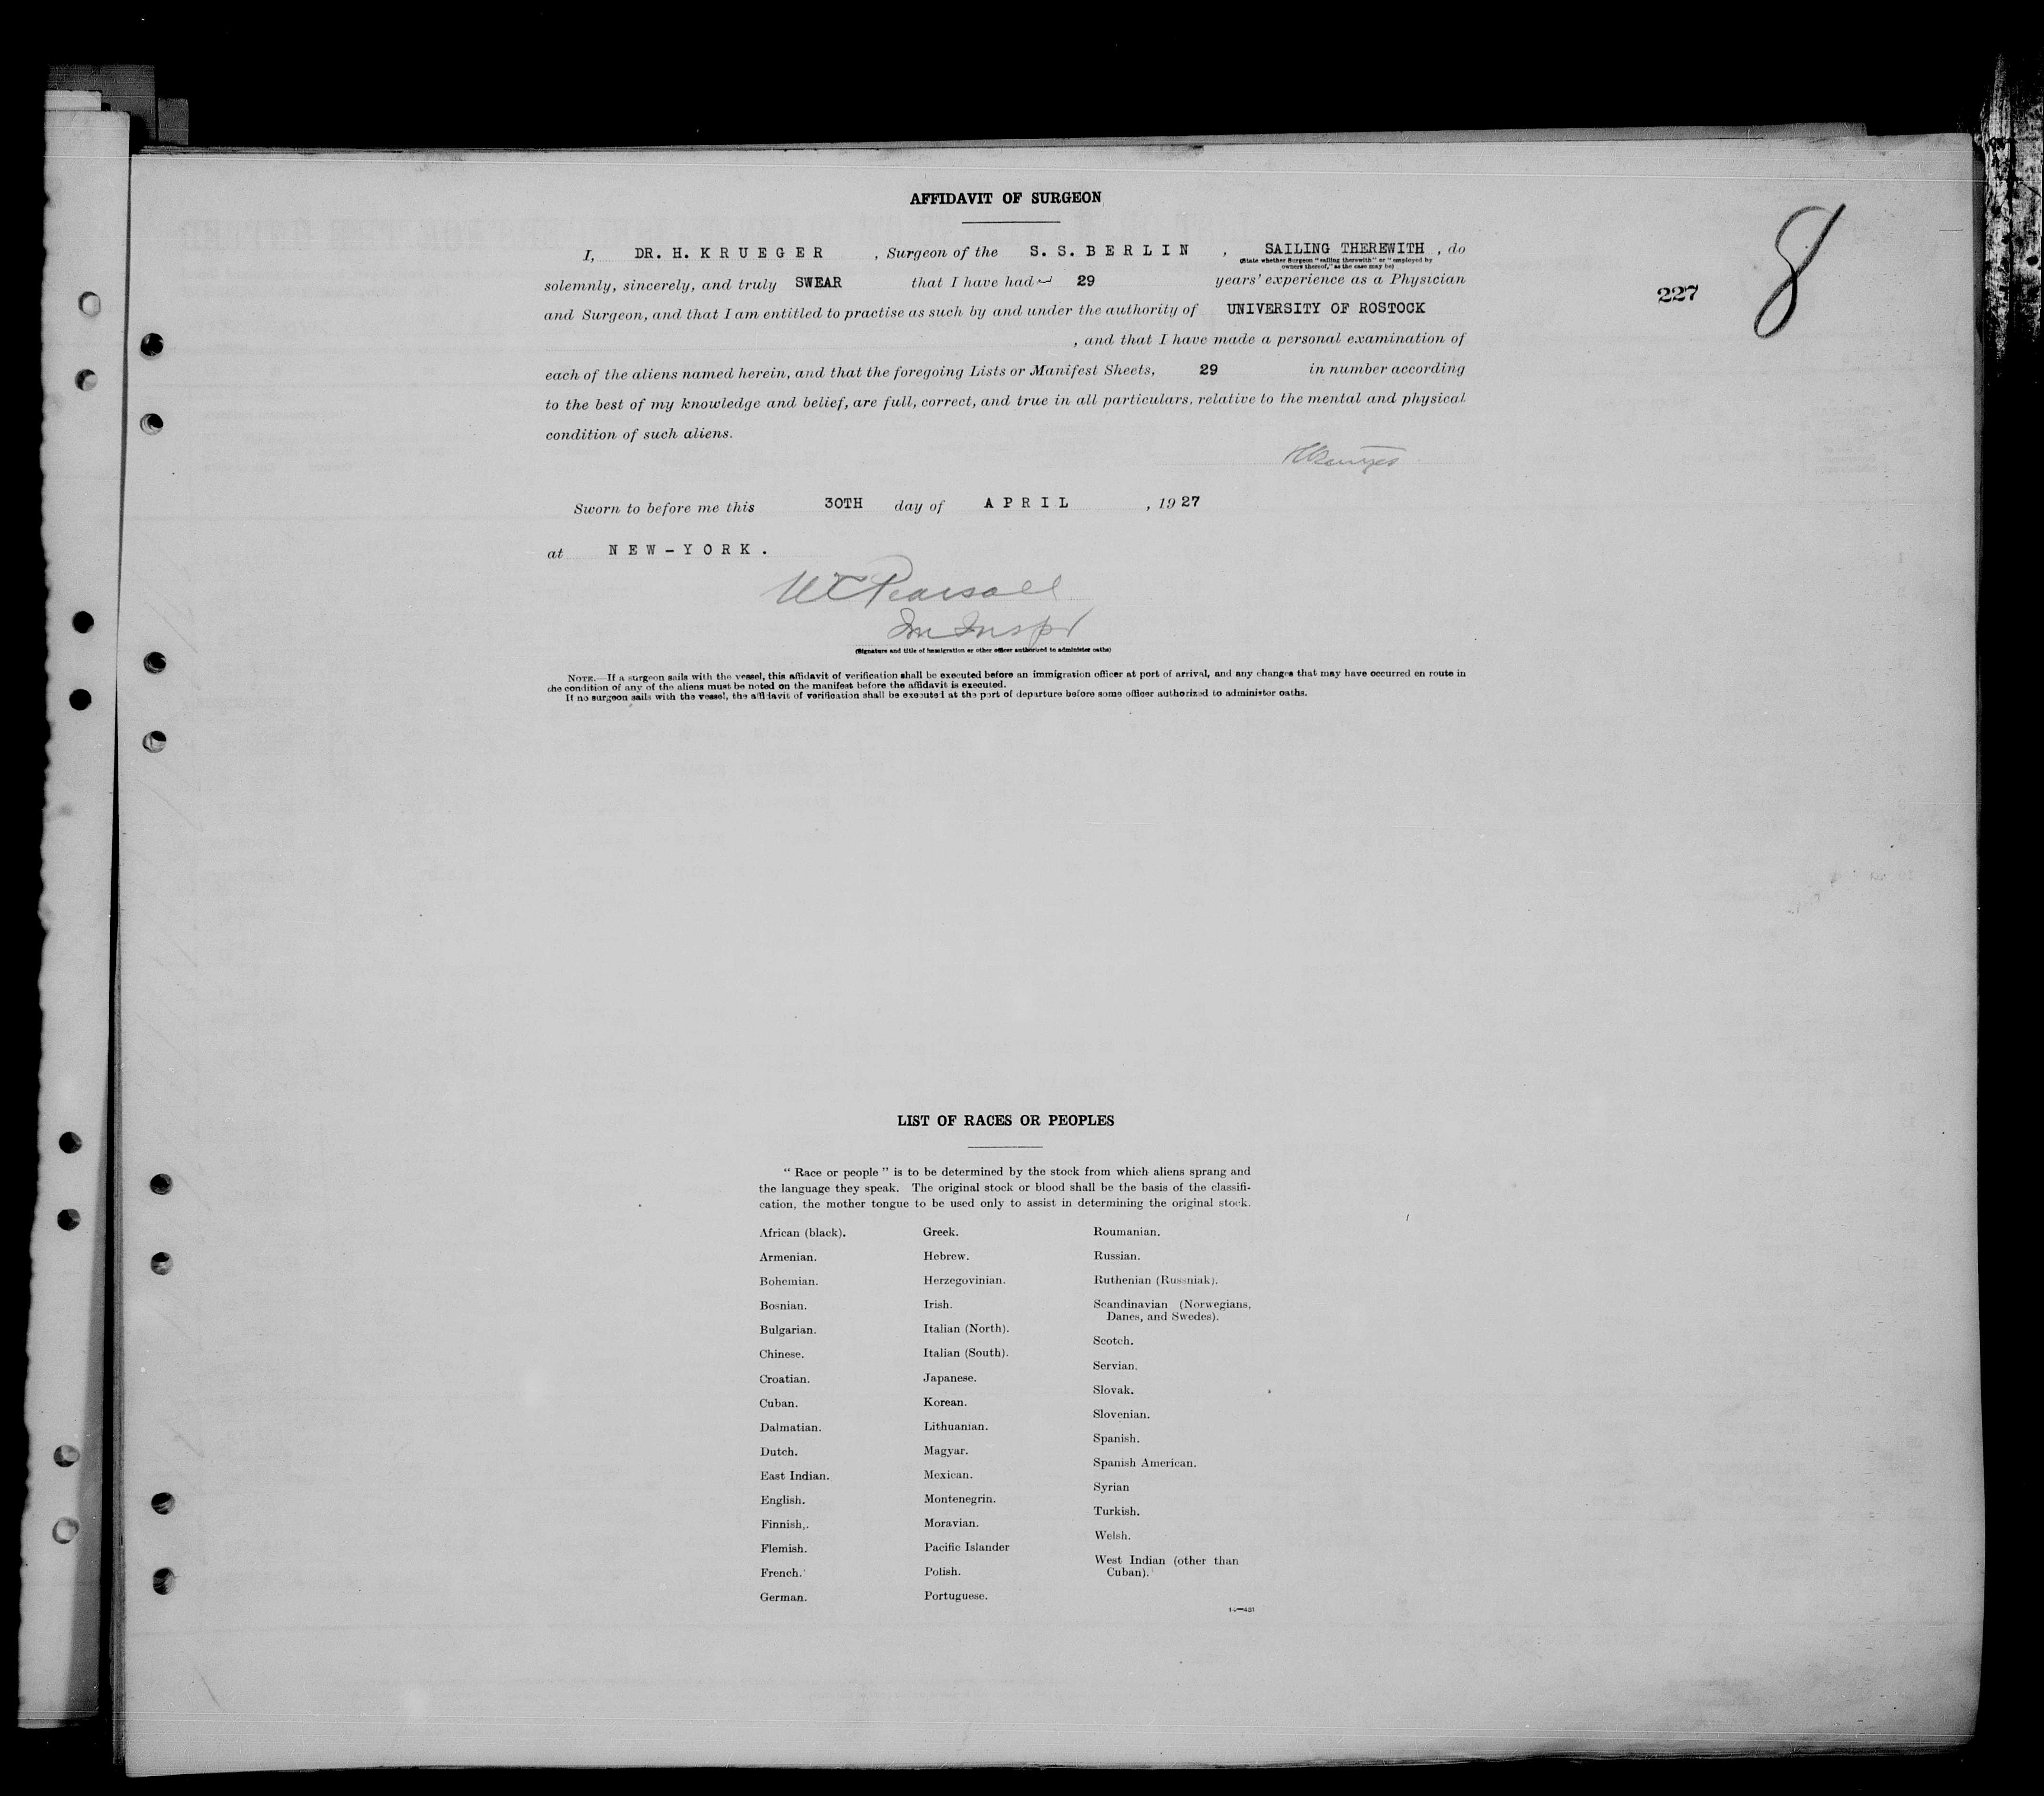 AFFIDAVIT OF SURGEON
8
I, DR. H. KRUEGER , Surgeon of the S. S. BERLIN , SAILING THEREWITH , do
(State whether Surgeon "sailing therewith" or "employed by
owners thereof," as the case may be)
solemnly, sincerely, and truly SWEAR that I have had 29 years' experience as a Physician
227
and Surgeon, and that I am entitled to practise as such by and under the authority of UNIVERSITY OF ROSTOCK
, and that I have made a personal examination of
each of the aliens named herein, and that the foregoing Lists or Manifest Sheets, 29 in number according
to the best of my knowledge and belief, are full, correct, and true in all particulars, relative to the mental and physical
condition of such aliens.
Sworn to before me this 30TH day of APRIL , 1927
at NEW-YORK.
W C Pearsall
Im Inspr
(Signature and title of immigration or other officer authorized to administer oaths)
NOTE.—If a surgeon sails with the vessel, this affidavit of verification shall be executed before an immigration officer at port of arrival, and any changes that may have occurred en route in
the condition of any of the aliens must be noted on the manifest before the affidavit is executed.
If no surgeon sails with the vessel, the affidavit of verification shall be executed at the port of departure before some officer authorized to administer oaths.
LIST OF RACES OR PEOPLES
" Race or people " is to be determined by the stock from which aliens sprang and
the language they speak. The original stock or blood shall be the basis of the classifi-
cation, the mother tongue to be used only to assist in determining the original stock.
African (black).
Armenian.
Bohemian.
Bosnian.
Bulgarian.
Chinese.
Croatian.
Cuban.
Dalmatian.
Dutch.
East Indian.
English.
Finnish.
Flemish.
French.
German.
Greek.
Hebrew.
Herzegovinian.
Irish.
Italian (North).
Italian (South).
Japanese.
Korean.
Lithuanian.
Magyar.
Mexican.
Montenegrin.
Moravian.
Pacific Islander
Polish.
Portuguese.
Roumanian.
Russian.
Ruthenian (Russniak).
Scandinavian (Norwegians,
Danes, and Swedes).
Scotch.
Servian.
Slovak.
Slovenian.
Spanish.
Spanish American.
Syrian
Turkish.
Welsh.
West Indian (other than
Cuban).